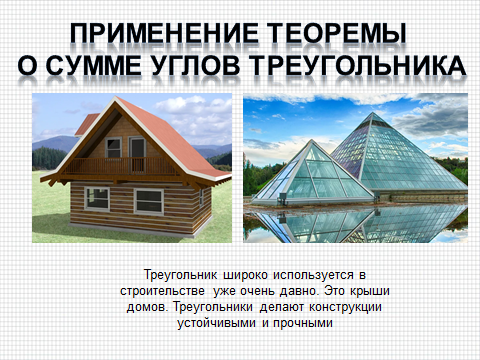 ПРИМЕНЕНИЕ ТЕОРЕМЫ
О СУММЕ УГЛОВ ТРЕУГОЛЬНИКА
Треугольник широко используется в
строительстве уже очень давно. Это крыши
домов. Треугольники делают конструкции
устойчивыми и прочными